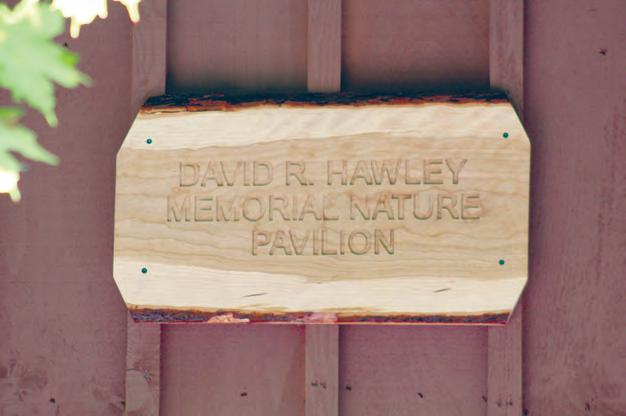 DAVID R. HAWLEY
MEMORIAL NATURE
PAVILION